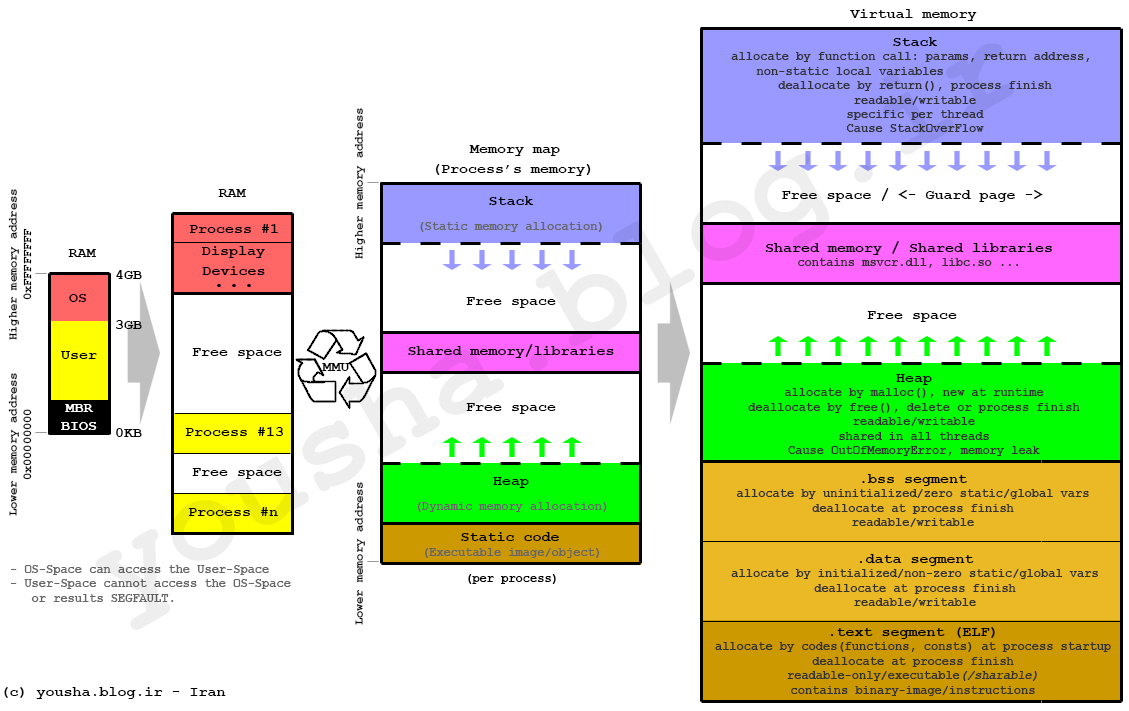 Higher memory address
0xFFFFFFFF
Lower memory address
0x00000000
RAM
OS
User
MBR
BIOS
4GB
3GB
0KB
RAM
Process #1
Display
Devices
. . .
Free space
Process #13
Free space
Process #n
- OS-Space can access the User-Space
- User-Space cannot access the OS-Space
or results SEGFAULT.
MMU
Higher memory address
Lower memory address
Memory map
(Process's memory)
Stack
(Static memory allocation)
Free space
Shared memory/libraries
Free space
Heap
(Dynamic memory allocation)
Static code
(Executable image/object)
(per process)
Virtual memory
Stack
allocate by function call: params, return address,
non-static local variables
deallocate by return(), process finish
readable/writable
specific per thread
Cause StackOverFlow
Free space / <- Guard page ->
Shared memory / Shared libraries
contains msvcr.dll, libc.so ...
Free space
Heap
allocate by malloc(), new at runtime
deallocate by free(), delete or process finish
readable/writable
shared in all threads
Cause OutOfMemoryError, memory leak
.bss segment
allocate by uninitialized/zero static/global vars
deallocate at process finish
readable/writable
.data segment
allocate by initialized/non-zero static/global vars
deallocate at process finish
readable/writable
.text segment (ELF)
allocate by codes(functions, consts) at process startup
deallocate at process finish
readable-only/executable(/sharable)
contains binary-image/instructions
(c) yousha.blog.ir - Iran
yousha.blog.ir